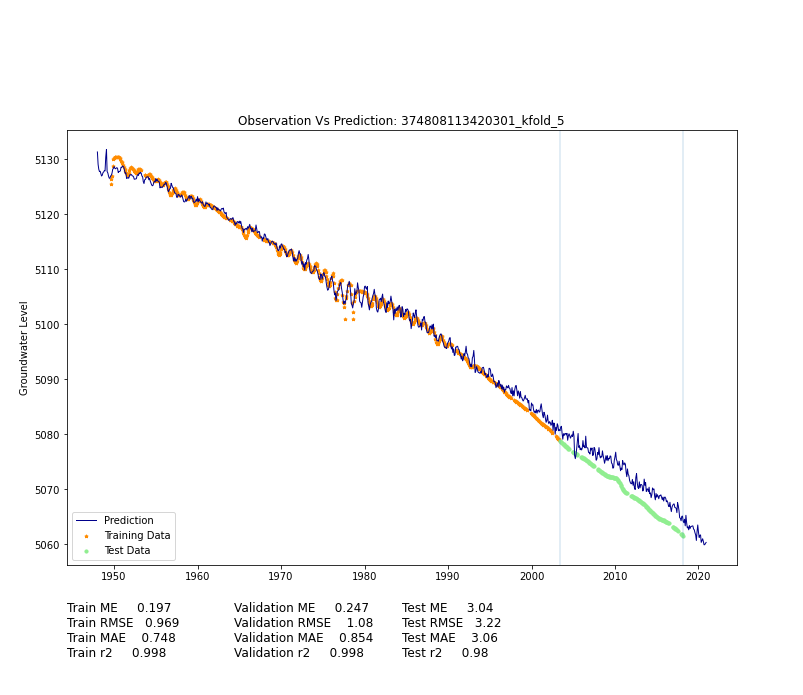 Observation Vs Prediction: 374808113420301_kfold_5
Groundwater Level
5130
5120
5110
5100
5090
5080
5070
5060
Prediction
Training Data
Test Data
1950 1960 1970 1980 1990 2000 2010 2020
Train ME 0.197 Validation ME 0.247 Test ME 3.04
Train RMSE 0.969 Validation RMSE 1.08 Test RMSE 3.22
Train MAE 0.748 Validation MAE 0.854 Test MAE 3.06
Train r2 0.998 Validation r2 0.998 Test r2 0.98